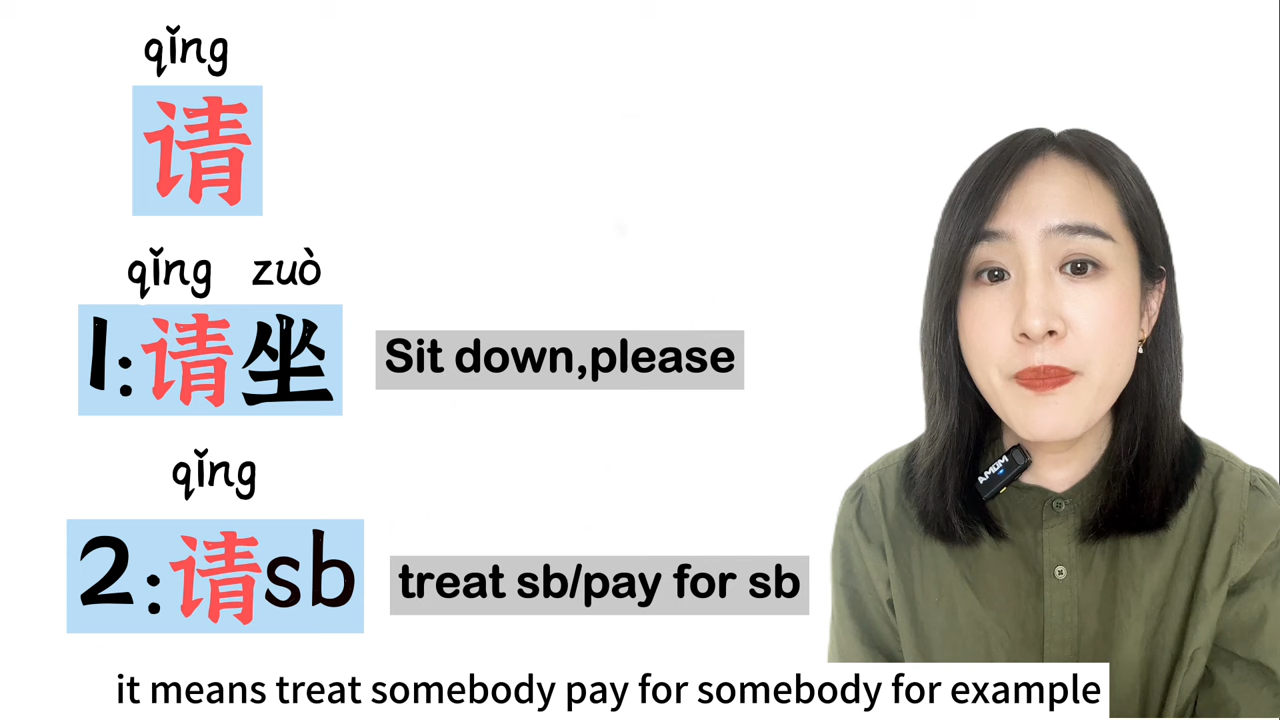 qǐng
请
qǐng zuò
1:请坐
Sit down,please
qǐng
2:请sb
treat sb/pay for sb
AMOM
it means treat somebody pay for somebody for example